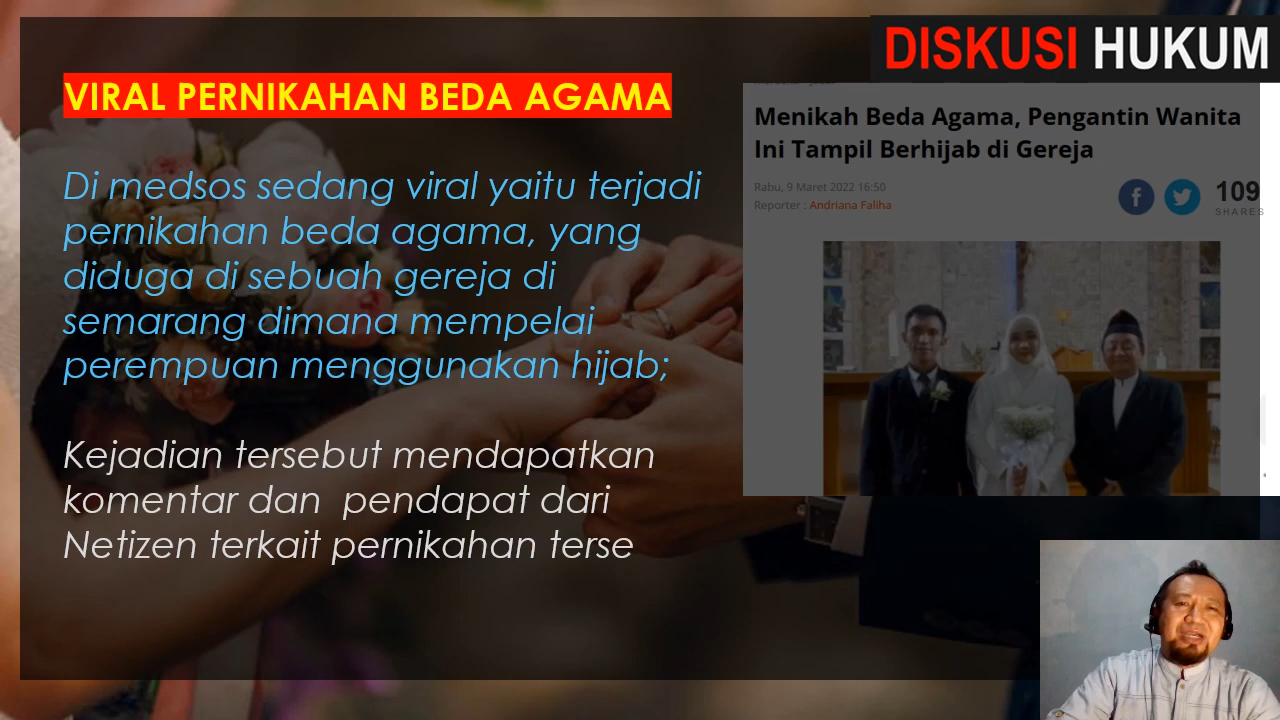 DISKUSI HUKUM
VIRAL PERNIKAHAN BEDA AGAMA
Di medsos sedang viral yaitu terjadi
pernikahan beda agama, yang
diduga di sebuah gereja di
semarang dimana mempelai
perempuan menggunakan hijab;
Kejadian tersebut mendapatkan
komentar dan  pendapat dari
Netizen terkait pernikahan terse
Menikah Beda Agama, Pengantin Wanita
Ini Tampil Berhijab di Gereja
Rabu, 9 Maret 2022 16:50
Reporter : Andriana Faliha
109
SHARES